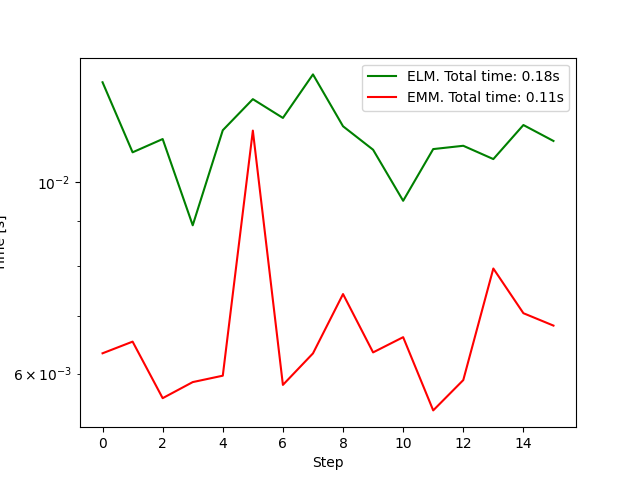 ELM. Total time: 0.18s
EMM. Total time: 0.11s
10⁻²
6 × 10⁻³
Time [s]
0 2 4 6 8 10 12 14
Step